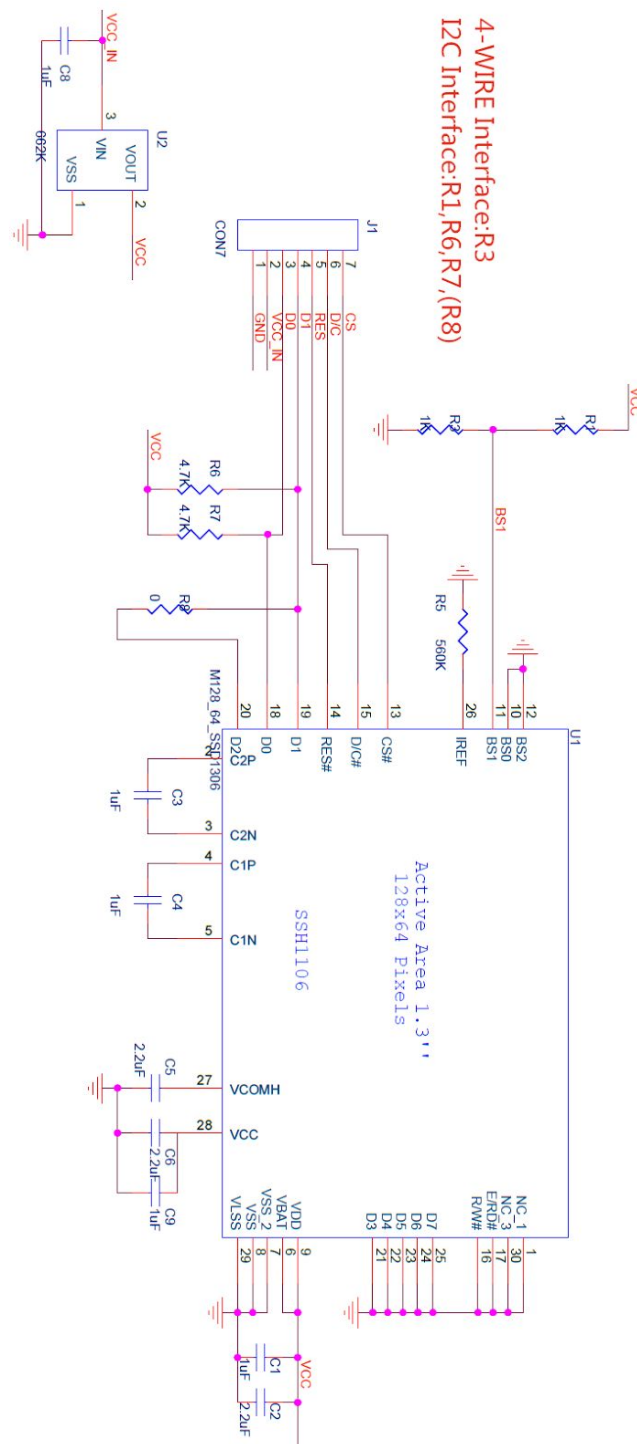 4-WIRE Interface:R3
I2C Interface:R1,R6,R7,(R8)
VCC_IN
C8
1uF
U2
662K
3
VIN
VOUT
VSS
2
1
VCC
J1
CON7
7
6
5
4
3
2
1
CS
D/C
RES
D1
D0
VCC_IN
GND
VCC
R1
1K
R3
1K
BS1
R5
560K
VCC
R6
4.7K
R7
4.7K
R8
0
U1
12
10
11
26
13
15
14
19
18
20
BS2
BS0
BS1
IREF
CS#
D/C#
RES#
D1
D0
D2
M128_64_SSD1306
Active Area 1.3''
128x64 Pixels
SSH1106
2
C2P
C3
1uF
3
C2N
4
C1P
C4
1uF
5
C1N
27
VCOMH
C5
2.2uF
28
VCC
C6
2.2uF
C9
1uF
NC_1
NC_3
E/RD#
R/W#
D7
D6
D5
D4
D3
1
30
17
16
25
24
23
22
21
VDD
VBAT
VSS_2
VSS
VLSS
9
6
7
8
29
VCC
C1
1uF
C2
2.2uF